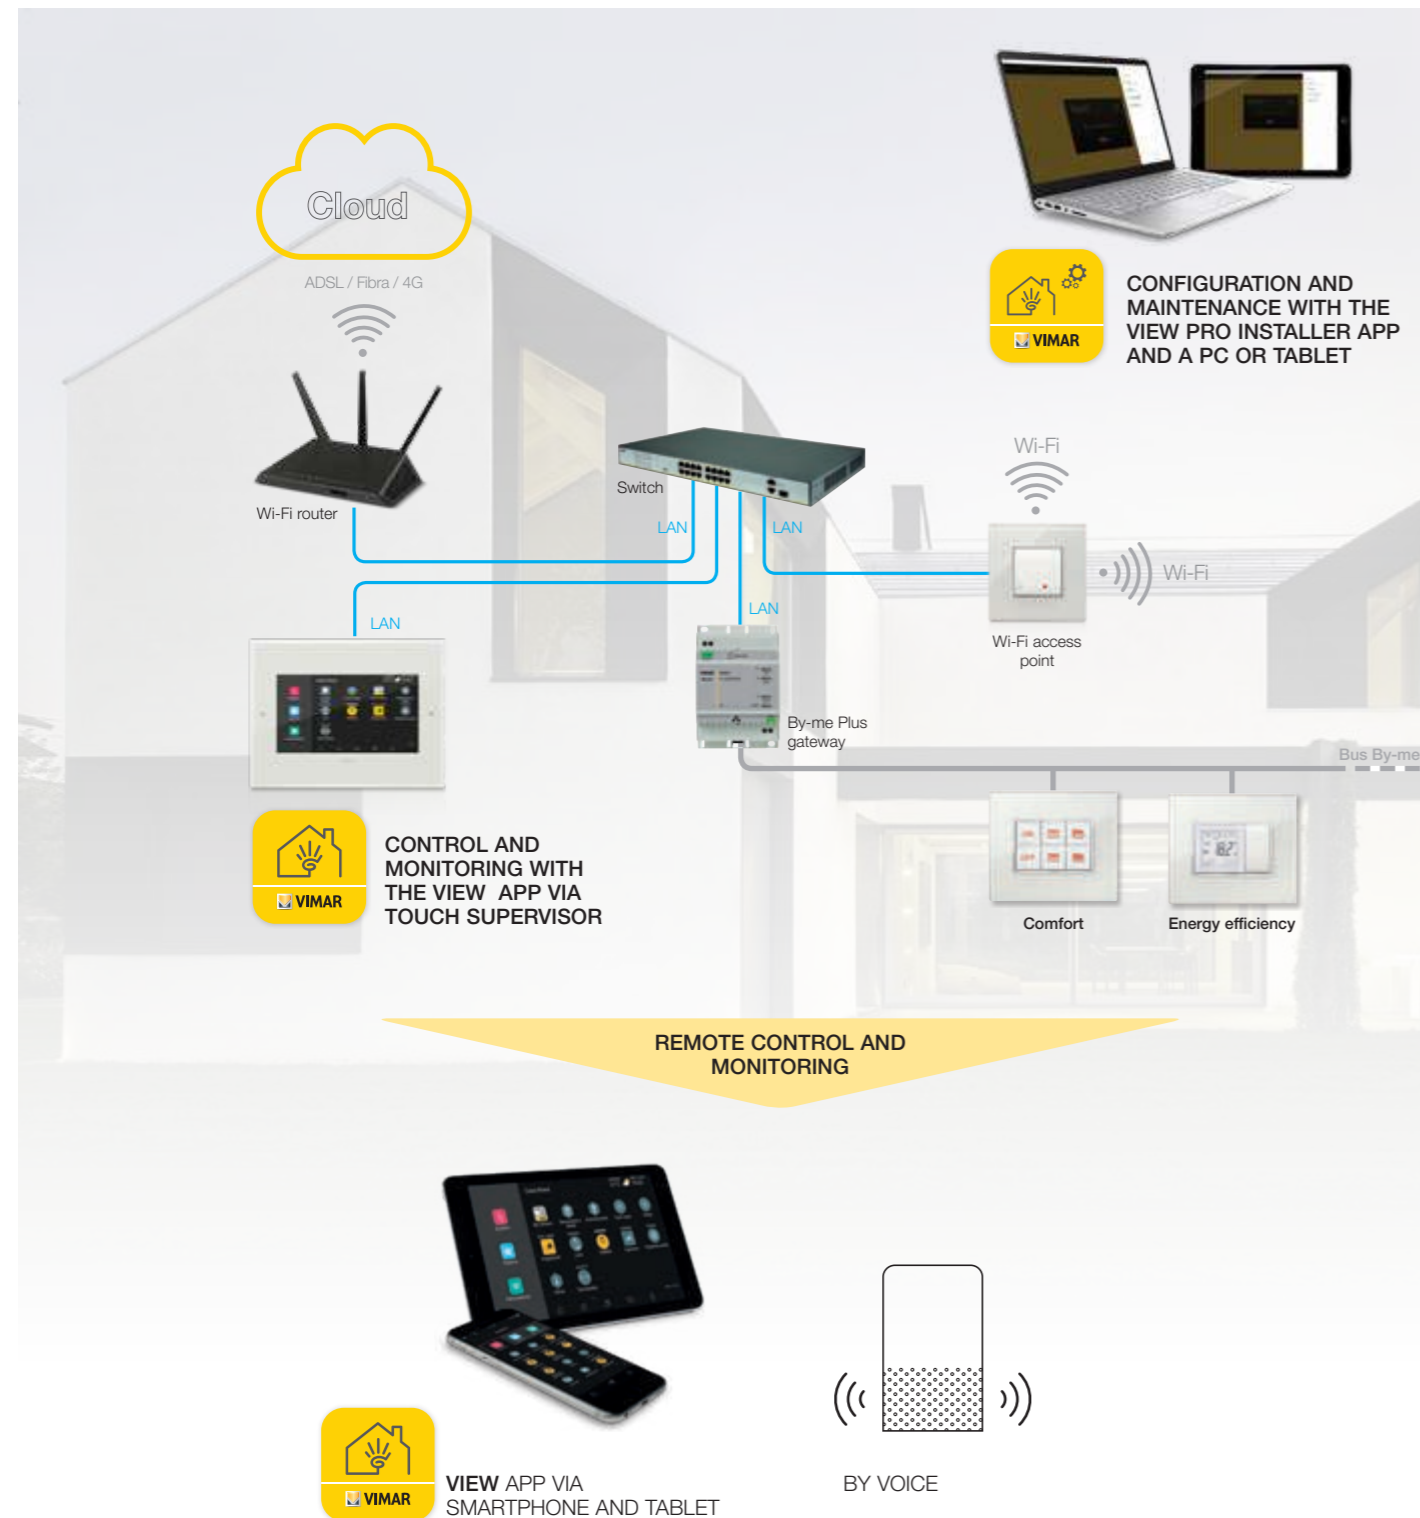 Cloud
ADSL / Fibra / 4G
VIMAR
CONFIGURATION AND
MAINTENANCE WITH THE
VIEW PRO INSTALLER APP
AND A PC OR TABLET
Wi-Fi router
Switch
LAN
LAN
Wi-Fi
Wi-Fi
LAN
LAN
Wi-Fi access
point
By-me Plus
gateway
Bus By-me
VIMAR
CONTROL AND
MONITORING WITH
THE VIEW APP VIA
TOUCH SUPERVISOR
Comfort
Energy efficiency
REMOTE CONTROL AND
MONITORING
VIMAR
VIEW APP VIA
SMARTPHONE AND TABLET
BY VOICE